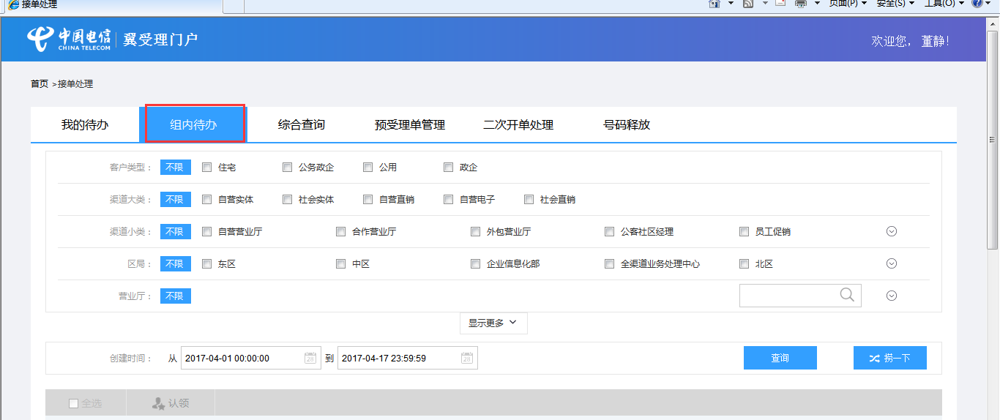 接单处理
页面(P) 安全(S) 工具(O)
中国电信 CHINA TELECOM 翼受理门户 欢迎您， 董静！
首页 >接单处理
我的待办 组内待办 综合查询 预受理单管理 二次开单处理 号码释放
客户类型： 不限 住宅 公务政企 公用 政企
渠道大类： 不限 自营实体 社会实体 自营直销 自营电子 社会直销
渠道小类： 不限 自营营业厅 合作营业厅 外包营业厅 公客社区经理 员工促销
区局： 不限 东区 中区 企业信息化部 全渠道业务处理中心 北区
营业厅： 不限
显示更多
创建时间： 从 2017-04-01 00:00:00 28 到 2017-04-17 23:59:59 28 查询 捞一下
全选 认领